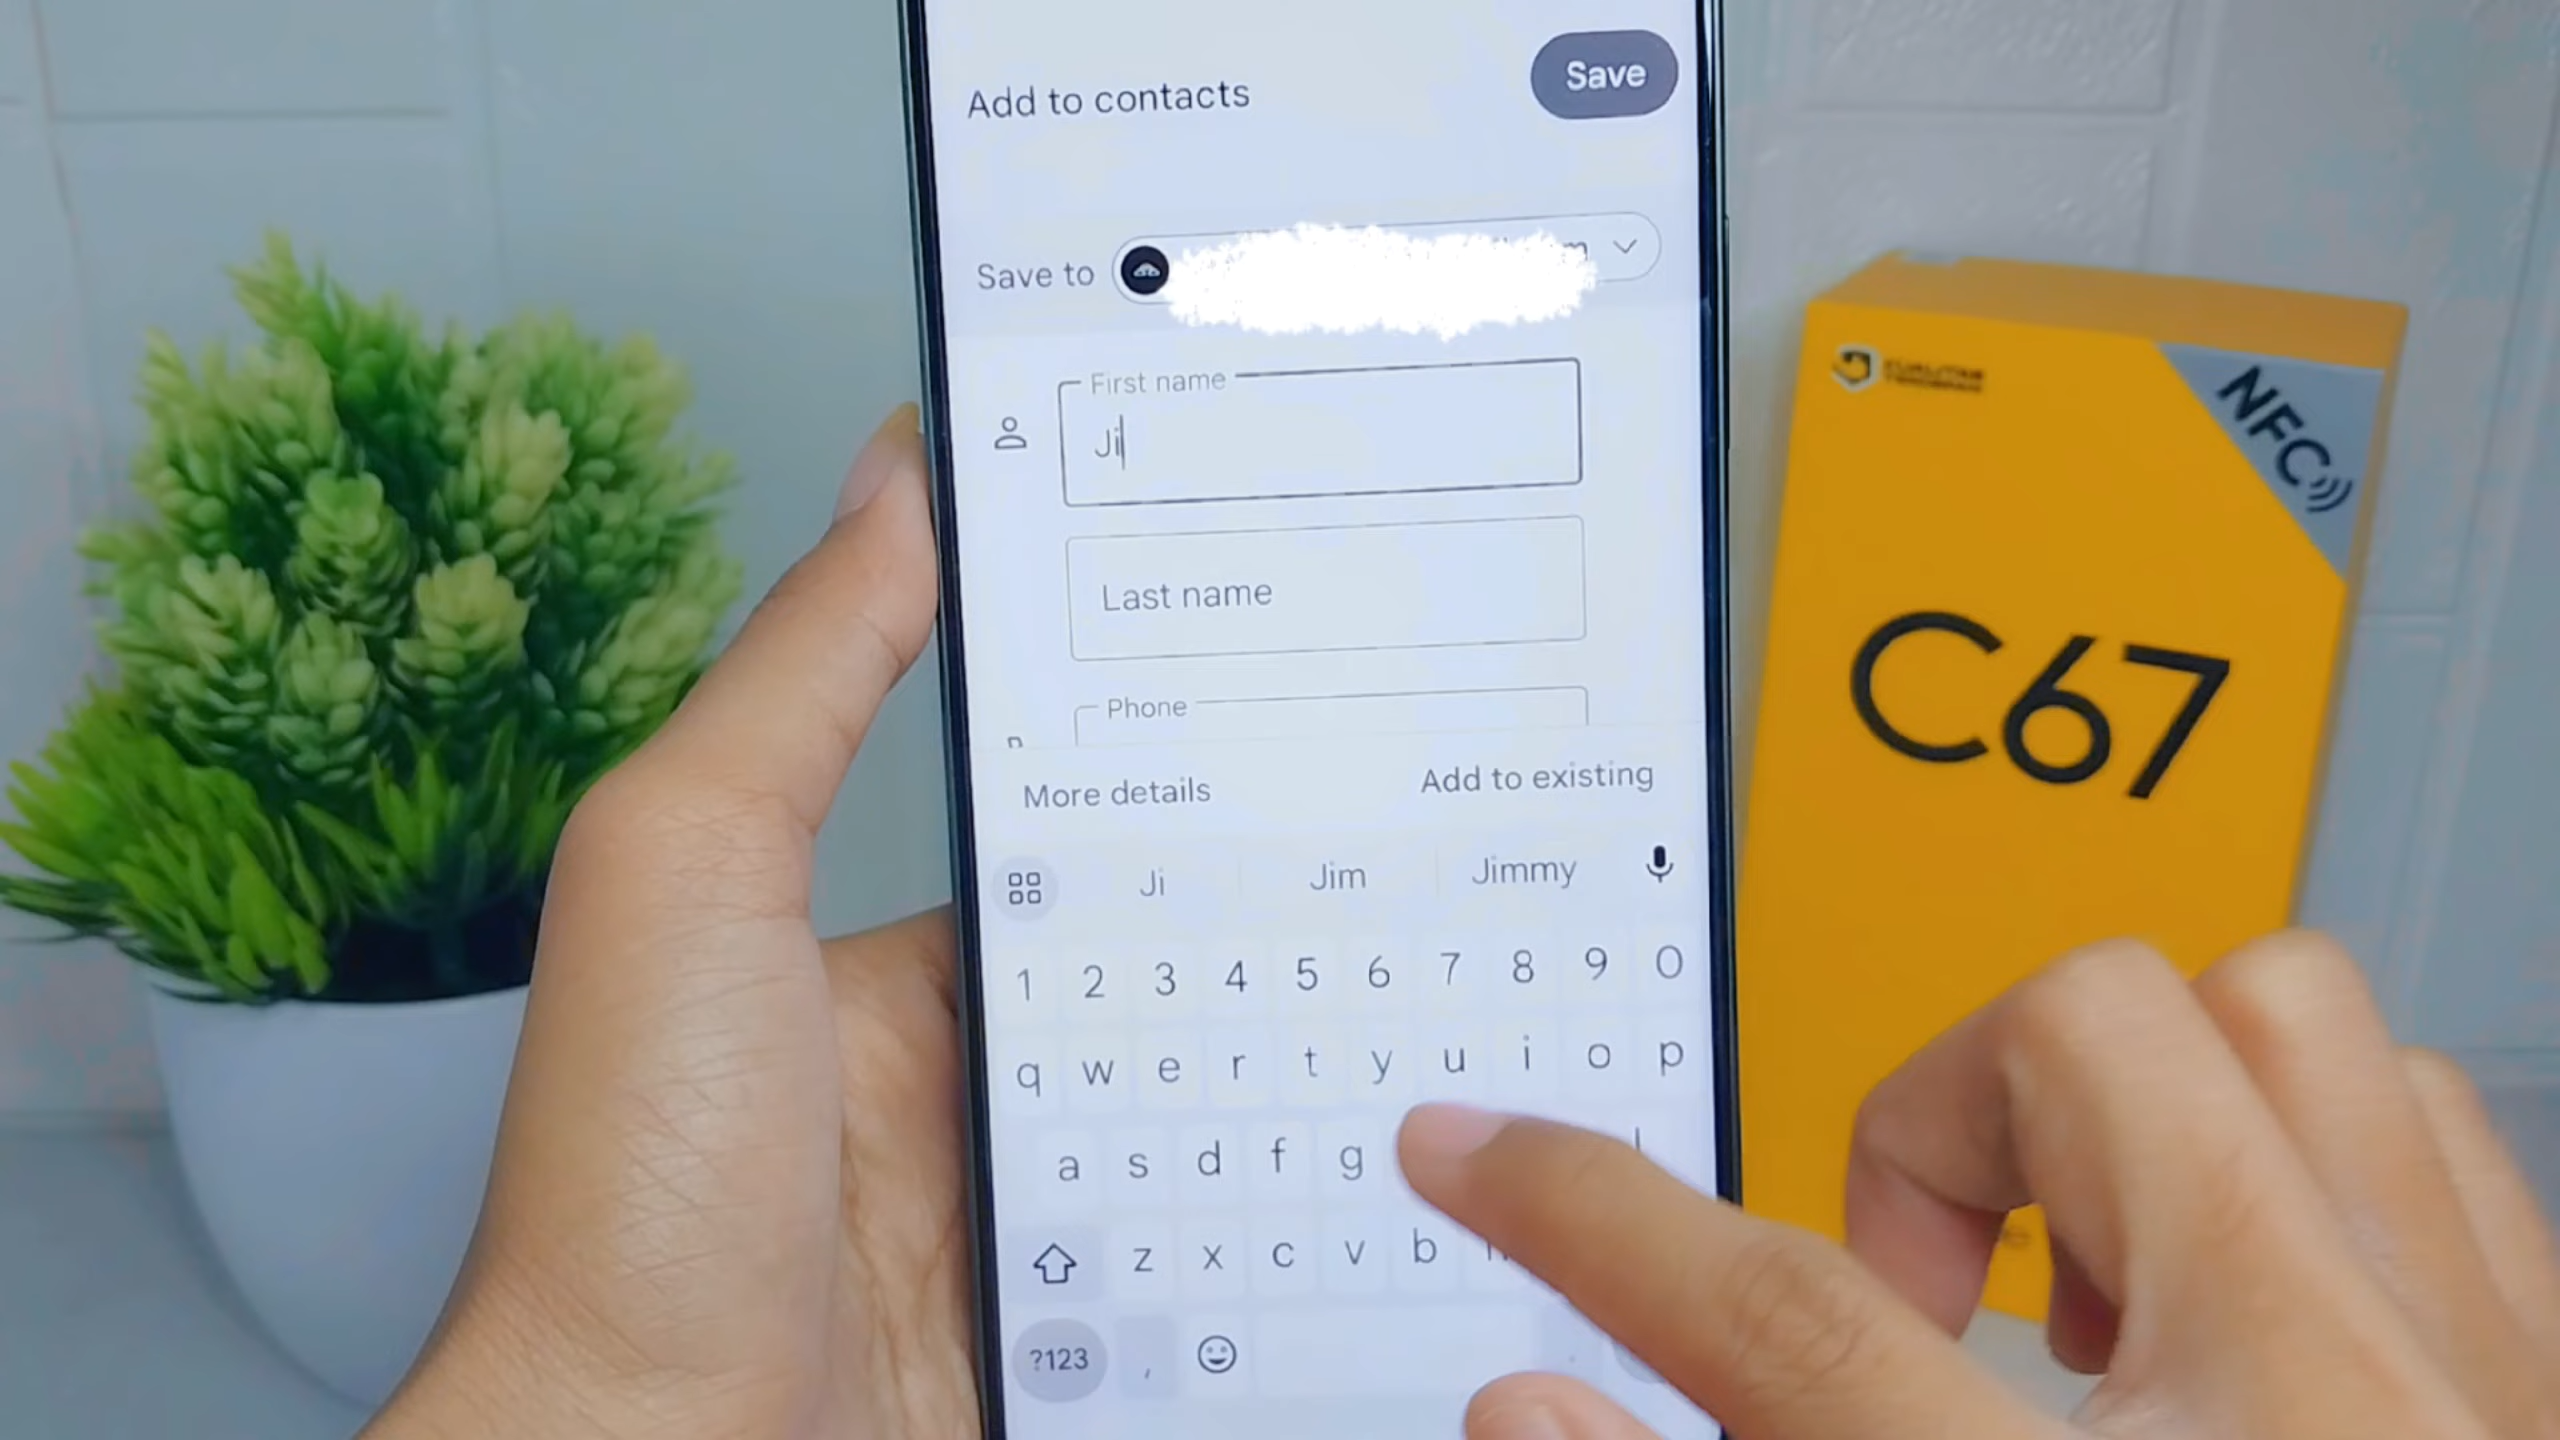 Add to contacts
Save
Save to
First name
Ji
Last name
Phone
More details
Add to existing
Ji Jim Jimmy
1 2 3 4 5 6 7 8 9 0
q w e r t y u i o p
a s d f g
z x c v b
?123 ,
NFC
C67